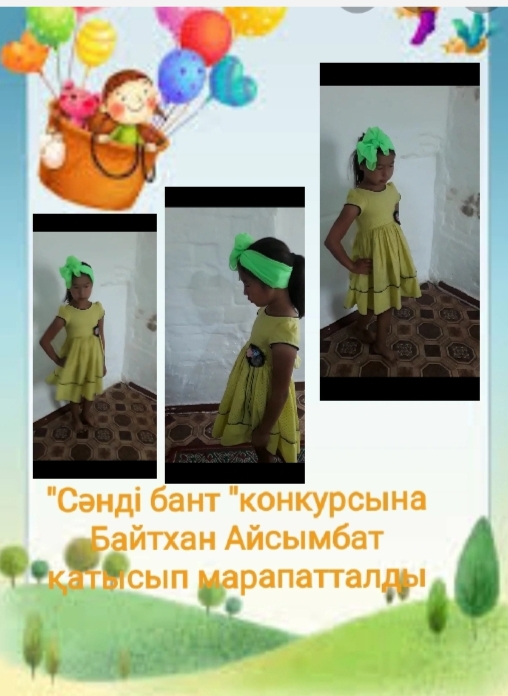 "Сәнді бант "конкурсына
Байтхан Айсымбат
қатысып марапатталды